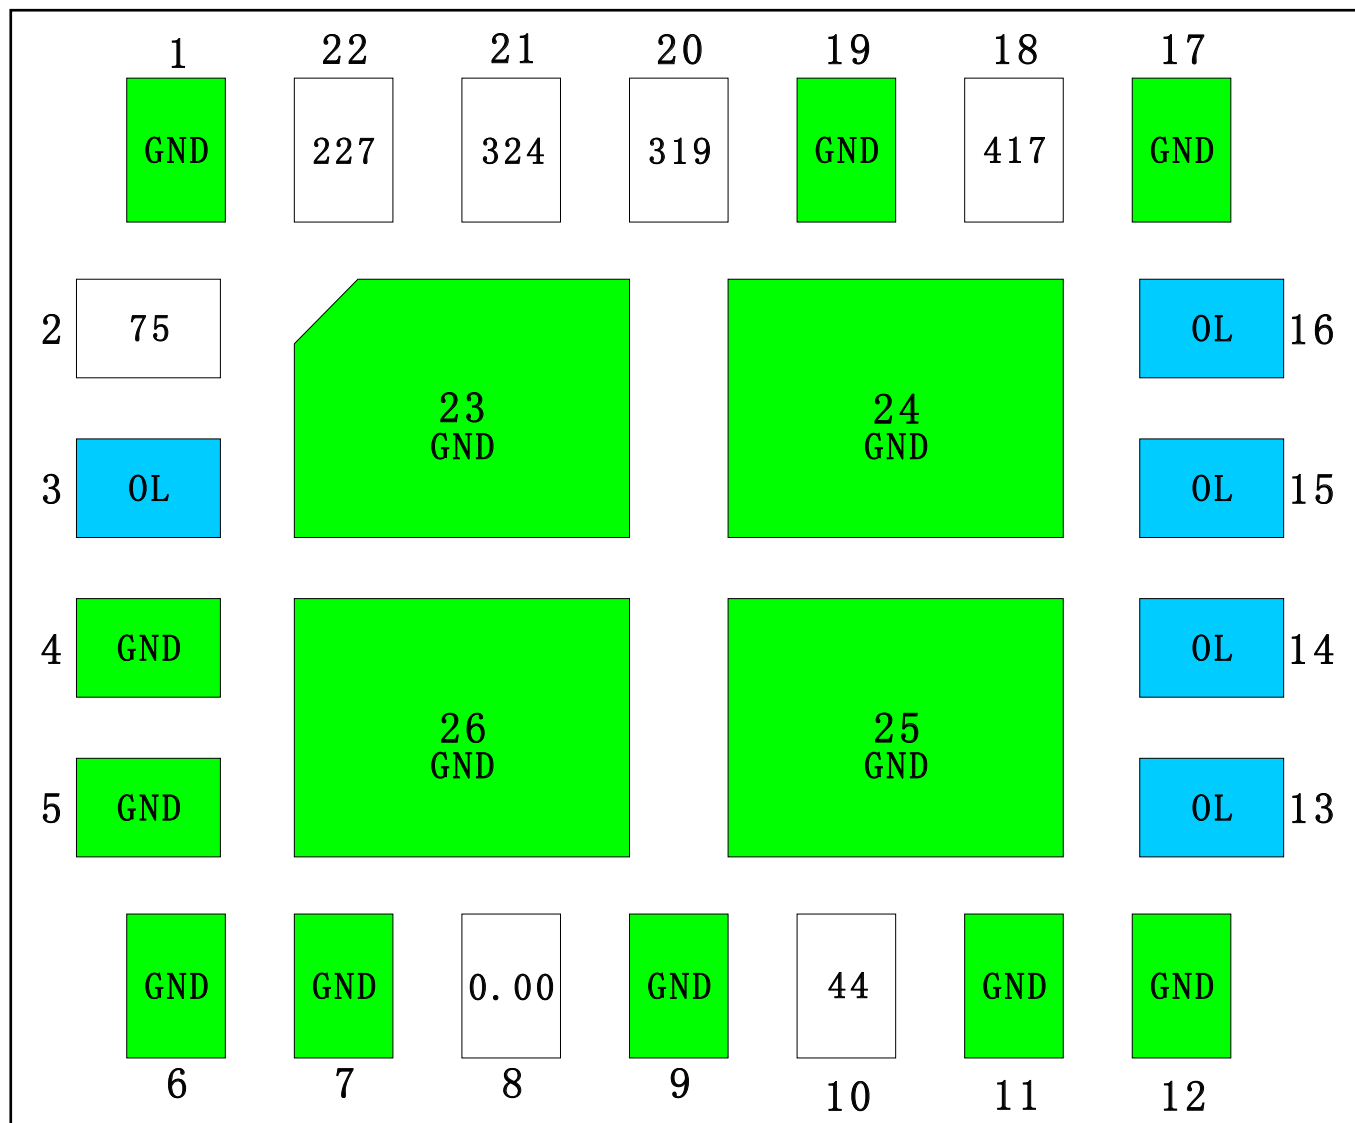 1 22 21 20 19 18 17
GND 227 324 319 GND 417 GND
2 75 OL 16
23 24
GND GND
3 OL OL 15
4 GND OL 14
26 25
GND GND
5 GND OL 13
GND GND 0.00 GND 44 GND GND
6 7 8 9 10 11 12